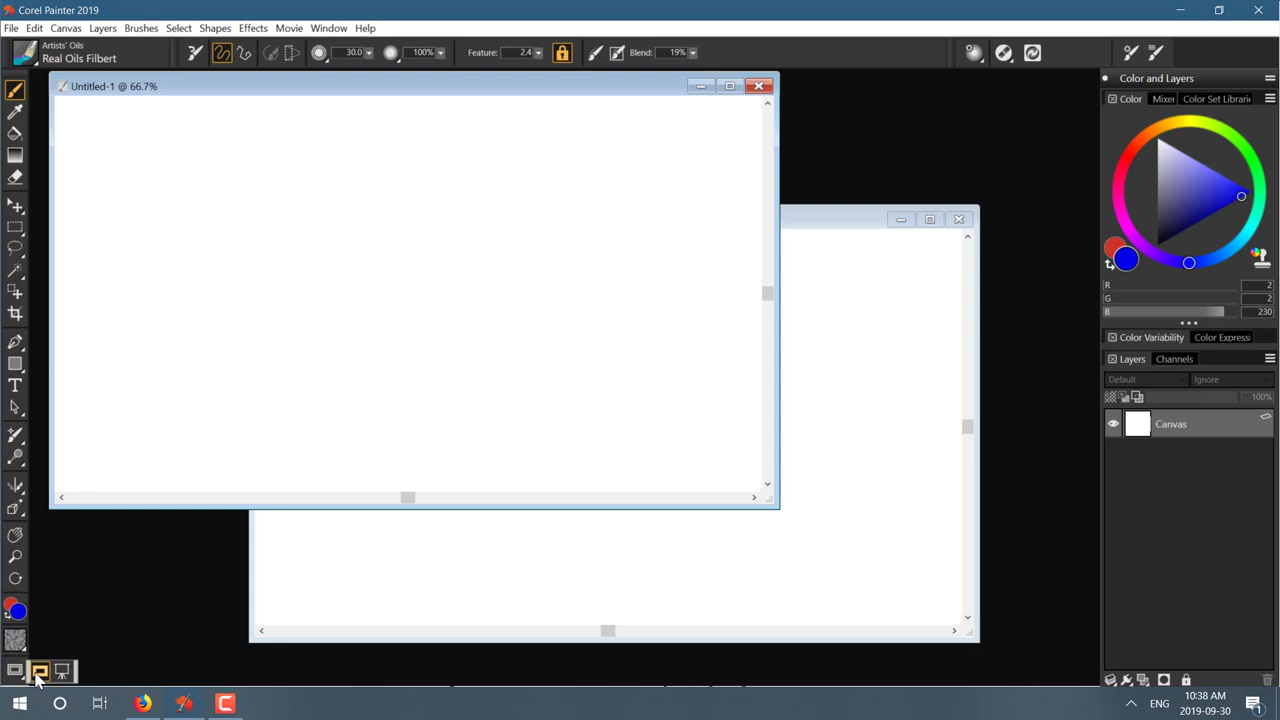 Corel Painter 2019
File Edit Canvas Layers Brushes Select Shapes Effects Movie Window Help
Artists' Oils
Real Oils Filbert
30.0 100% Feature: 2.4 Blend: 19%
Untitled-1 @ 66.7%
Color and Layers
Color Mixer Color Set Librarie
R 2
G 2
B 230
Color Variability Color Express
Layers Channels
Default Ignore
100%
Canvas
T
ENG
10:38 AM
2019-09-30
1